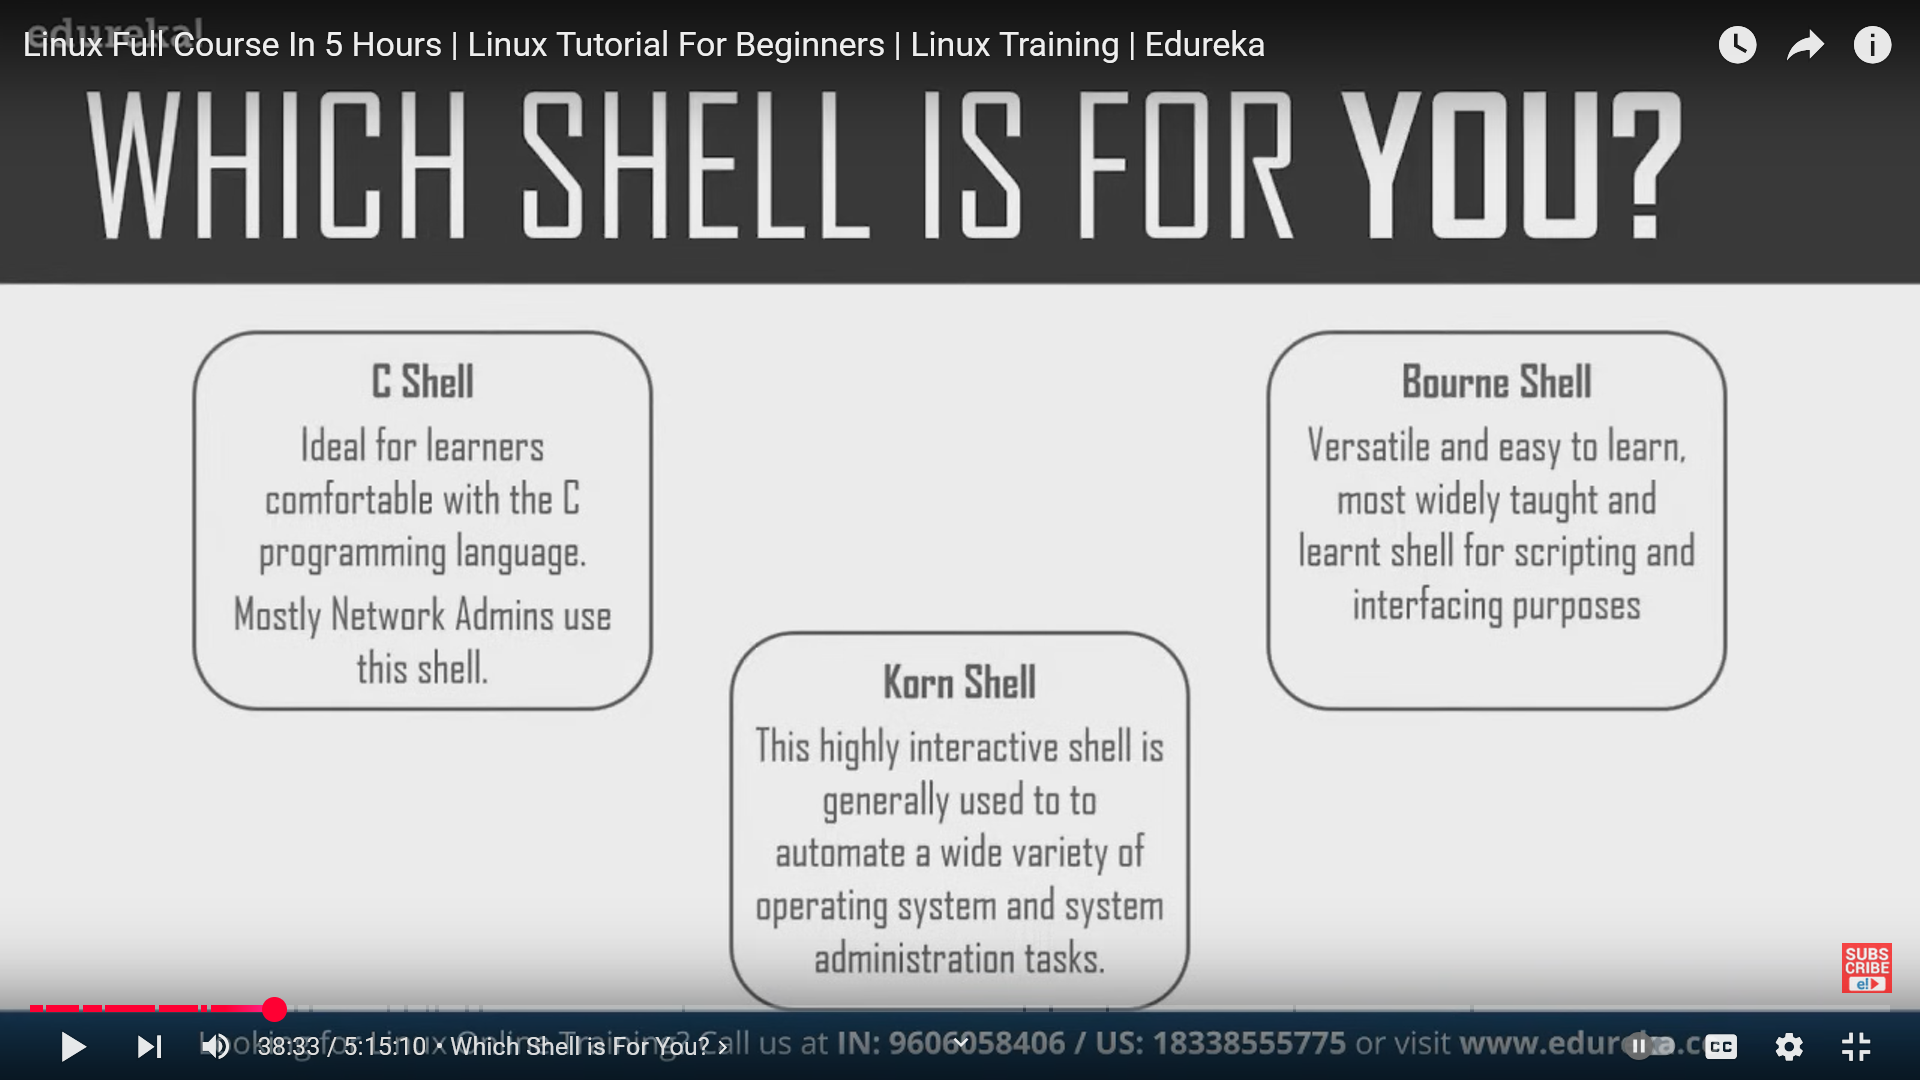 edureka!
Linux Full Course In 5 Hours | Linux Tutorial For Beginners | Linux Training | Edureka
WHICH SHELL IS FOR YOU?
C Shell
Ideal for learners
comfortable with the C
programming language.
Mostly Network Admins use
this shell.
Bourne Shell
Versatile and easy to learn,
most widely taught and
learnt shell for scripting and
interfacing purposes
Korn Shell
This highly interactive shell is
generally used to to
automate a wide variety of
operating system and system
administration tasks.
SUBS
CRIBE
e!
38:33 / 5:15:10 • Which Shell is For You? ›
Looking for Linux Online Training? Call us at IN: 9606058406 / US: 18338555775 or visit
CC